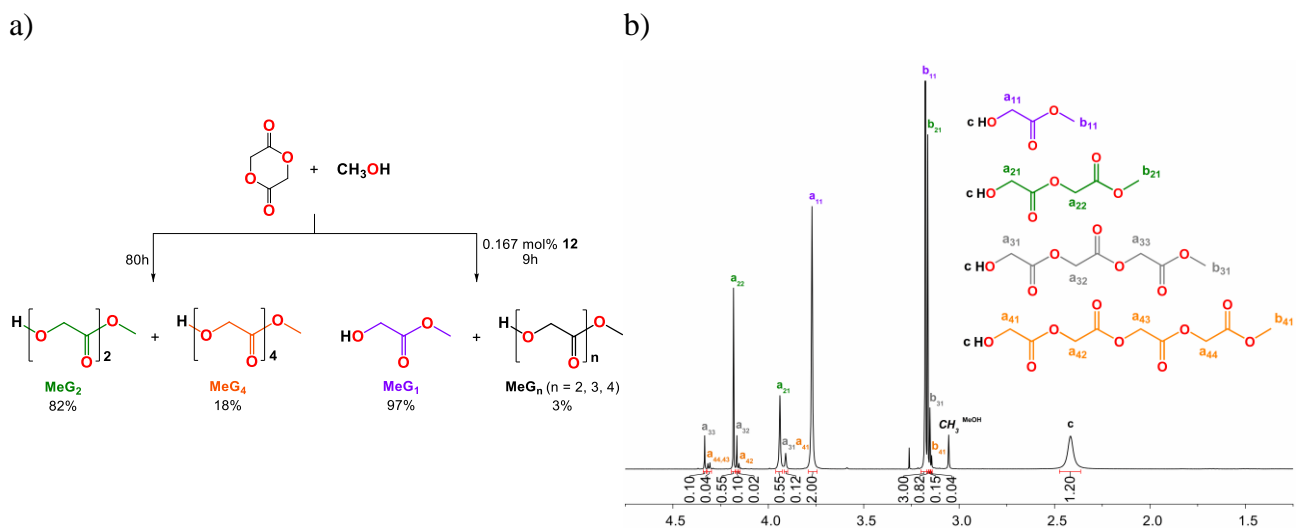 a)
O
O
O
O
+
CH₃OH
80h
0.167 mol% 12
9h
H
O
O
O
2
+
H
O
O
O
4
HO
O
O
+
H
O
O
O
n
MeG₂
MeG₄
MeG₁
MeGₙ (n = 2, 3, 4)
82%
18%
97%
3%
b)
b₁₁
b₂₁
a₁₁
a₂₂
a₂₁
a₃₃
a₄₄,₄₃
a₃₂
a₄₂
a₃₁ a₄₁
b₃₁
b₄₁
CH₃ MeOH
c
a₁₁
c HO
O
O
b₁₁
a₂₁
c HO
O
O
a₂₂
O
O
b₂₁
a₃₁
c HO
O
O
a₃₂
O
O
a₃₃
O
O
b₃₁
a₄₁
c HO
O
O
a₄₂
O
O
a₄₃
O
O
a₄₄
O
O
b₄₁
0.10
0.04
0.55
0.10
0.02
0.55
0.12
2.00
3.00
0.82
0.15
0.04
1.20
4.5 4.0 3.5 3.0 2.5 2.0 1.5